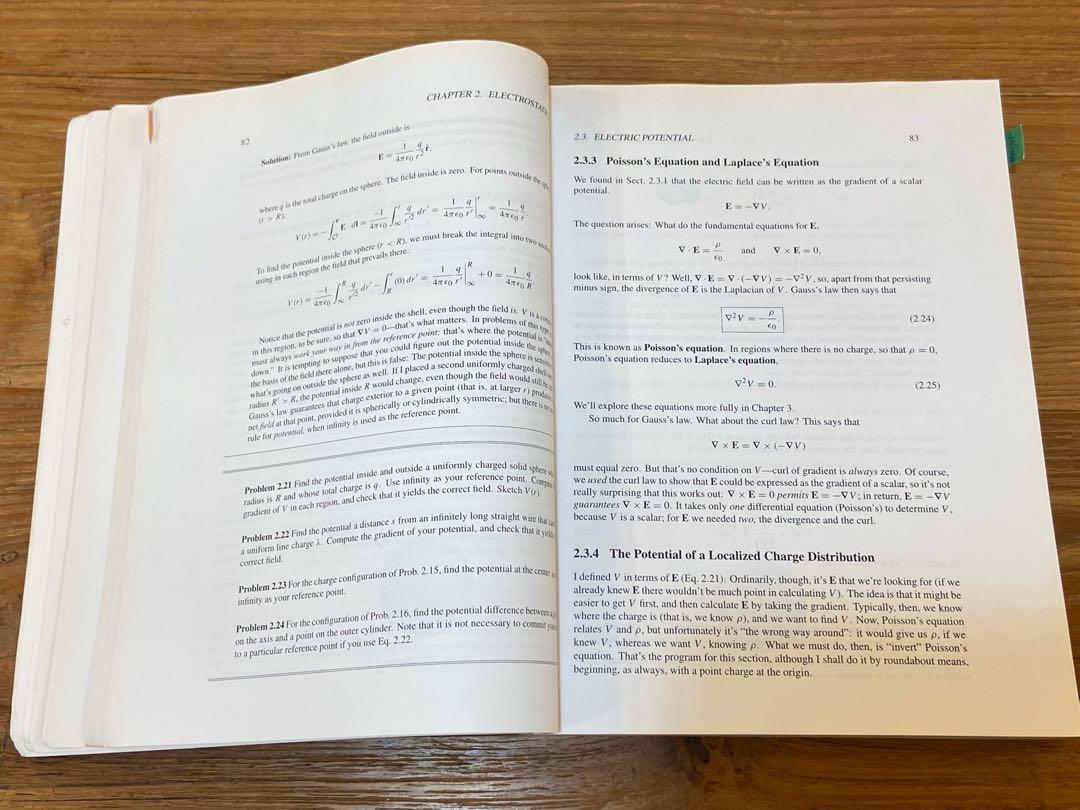 82
CHAPTER 2. ELECTROSTA
Solution: From Gauss's law, the field outside is
E = 1/4πϵ0 q/r² r̂,
where q is the total charge on the sphere. The field inside is zero. For points outside the
(r > R),
V(r) = −∫_O^r E · dl = −1/4πϵ0 ∫_∞^r q/r′² dr′ = 1/4πϵ0 q/r′ |_∞^r = 1/4πϵ0 q/r.
To find the potential inside the sphere (r < R), we must break the integral into two
using in each region the field that prevails there:
V(r) = −1/4πϵ0 ∫_∞^R q/r′² dr′ − ∫_R^r (0) dr′ = 1/4πϵ0 q/r′ |_∞^R + 0 = 1/4πϵ0 q/R.
Notice that the potential is not zero inside the shell, even though the field is. V is a
in this region, to be sure, so that ∇V = 0—that's what matters. In problems of this
must always work your way in from the reference point; that's where the potential is
down." It is tempting to suppose that you could figure out the potential inside the
the basis of the field there alone, but this is false: The potential inside the sphere is
what's going on outside the sphere as well. If I placed a second uniformly charged
radius R′ > R, the potential inside R would change, even though the field would still be
Gauss's law guarantees that charge exterior to a given point (that is, at larger r)
net field at that point, provided it is spherically or cylindrically symmetric; but there is
rule for potential, when infinity is used as the reference point.
Problem 2.21 Find the potential inside and outside a uniformly charged solid sphere
radius is R and whose total charge is q. Use infinity as your reference point.
gradient of V in each region, and check that it yields the correct field. Sketch V(r).
Problem 2.22 Find the potential a distance s from an infinitely long straight wire that
a uniform line charge λ. Compute the gradient of your potential, and check that it
correct field.
Problem 2.23 For the charge configuration of Prob. 2.15, find the potential at the center,
infinity as your reference point.
Problem 2.24 For the configuration of Prob. 2.16, find the potential difference between a
on the axis and a point on the outer cylinder. Note that it is not necessary to commit
to a particular reference point if you use Eq. 2.22.
2.3. ELECTRIC POTENTIAL 83
2.3.3 Poisson's Equation and Laplace's Equation
We found in Sect. 2.3.1 that the electric field can be written as the gradient of a scalar
potential.
E = −∇V.
The question arises: What do the fundamental equations for E,
∇ · E = ρ/ϵ0 and ∇ × E = 0,
look like, in terms of V? Well, ∇ · E = ∇ · (−∇V) = −∇²V, so, apart from that persisting
minus sign, the divergence of E is the Laplacian of V. Gauss's law then says that
∇²V = −ρ/ϵ0. (2.24)
This is known as Poisson's equation. In regions where there is no charge, so that ρ = 0,
Poisson's equation reduces to Laplace's equation,
∇²V = 0. (2.25)
We'll explore these equations more fully in Chapter 3.
So much for Gauss's law. What about the curl law? This says that
∇ × E = ∇ × (−∇V)
must equal zero. But that's no condition on V—curl of gradient is always zero. Of course,
we used the curl law to show that E could be expressed as the gradient of a scalar, so it's not
really surprising that this works out: ∇ × E = 0 permits E = −∇V; in return, E = −∇V
guarantees ∇ × E = 0. It takes only one differential equation (Poisson's) to determine V,
because V is a scalar; for E we needed two, the divergence and the curl.
2.3.4 The Potential of a Localized Charge Distribution
I defined V in terms of E (Eq. 2.21). Ordinarily, though, it's E that we're looking for (if we
already knew E there wouldn't be much point in calculating V). The idea is that it might be
easier to get V first, and then calculate E by taking the gradient. Typically, then, we know
where the charge is (that is, we know ρ), and we want to find V. Now, Poisson's equation
relates V and ρ, but unfortunately it's "the wrong way around": it would give us ρ, if we
knew V, whereas we want V, knowing ρ. What we must do, then, is "invert" Poisson's
equation. That's the program for this section, although I shall do it by roundabout means,
beginning, as always, with a point charge at the origin.